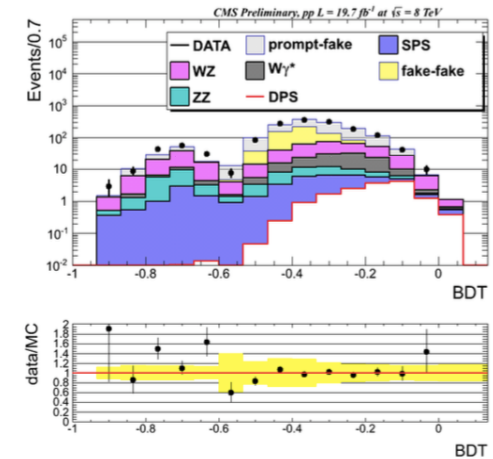 CMS Preliminary, pp L = 19.7 fb⁻¹ at √s = 8 TeV
Events/0.7
10⁵
10⁴
10³
10²
10
1
10⁻¹
10⁻²
DATA prompt-fake SPS
WZ Wγ* fake-fake
ZZ DPS
-1 -0.8 -0.6 -0.4 -0.2 0
BDT
data/MC
2
1.8
1.6
1.4
1.2
1
0.8
0.6
0.4
0.2
0
-1 -0.8 -0.6 -0.4 -0.2 0
BDT